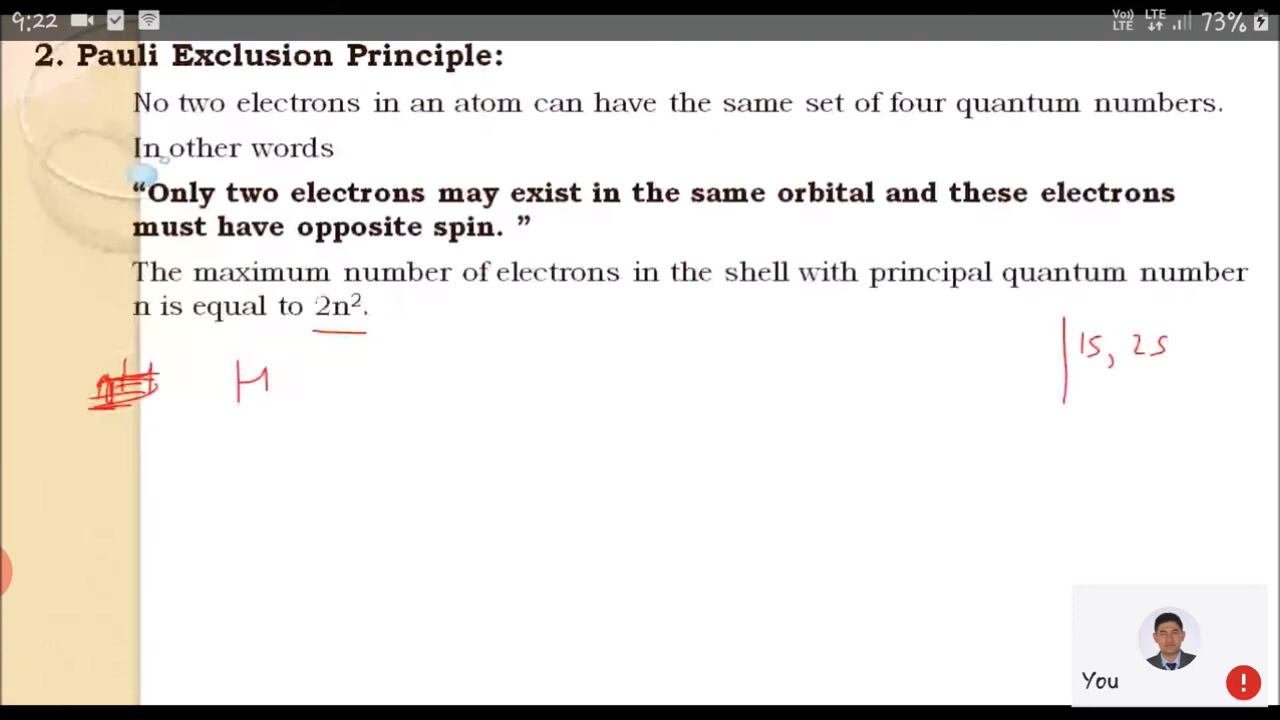 9:22 Vo) LTE LTE 73%
2. Pauli Exclusion Principle:
No two electrons in an atom can have the same set of four quantum numbers.
In other words
“Only two electrons may exist in the same orbital and these electrons
must have opposite spin. ”
The maximum number of electrons in the shell with principal quantum number
n is equal to 2n².
H
1s, 2s
You